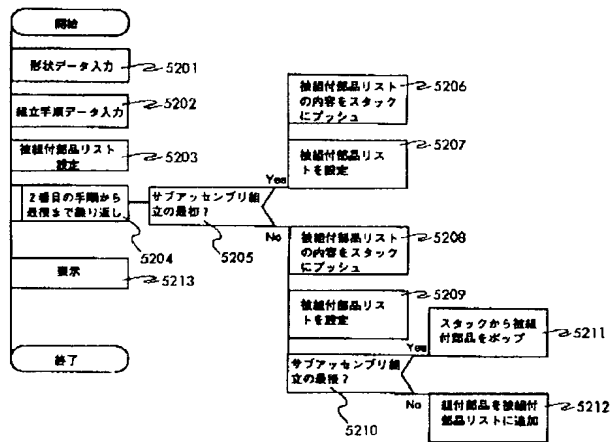 開始
形状データ入力
5201
組立手順データ入力
5202
被組付部品リスト
設定
5203
2番目の手順から
最後まで繰り返し
5204
サブアッセンブリ組
立の最初?
5205
Yes
被組付部品リスト
の内容をスタック
にプッシュ
5206
被組付部品リス
トを設定
5207
No
被組付部品リスト
の内容をスタック
にプッシュ
5208
被組付部品リス
トを設定
5209
サブアッセンブリ組
立の最後?
5210
Yes
スタックから被組
付部品をポップ
5211
No
組付部品を被組付
部品リストに追加
5212
表示
5213
終了